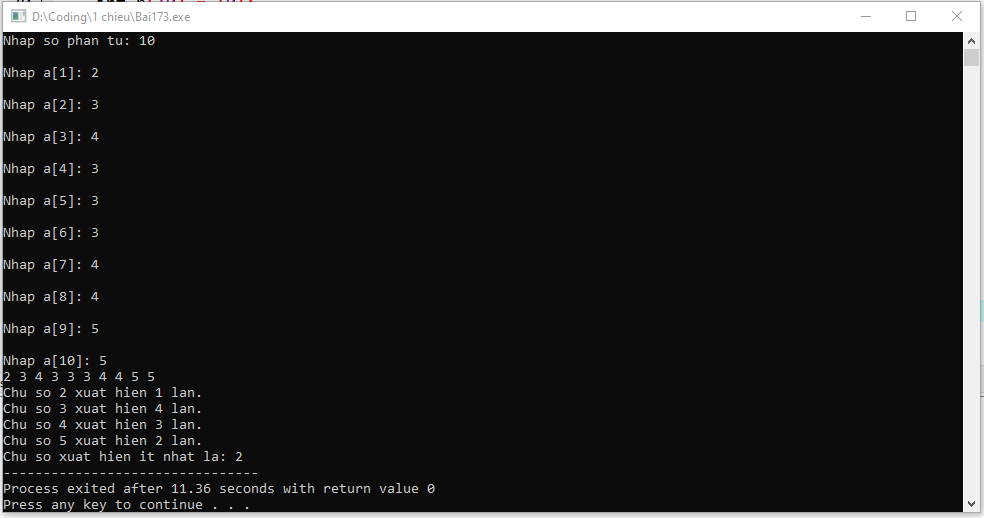 D:\Coding\1 chieu\Bai173.exe
Nhap so phan tu: 10
Nhap a[1]: 2
Nhap a[2]: 3
Nhap a[3]: 4
Nhap a[4]: 3
Nhap a[5]: 3
Nhap a[6]: 3
Nhap a[7]: 4
Nhap a[8]: 4
Nhap a[9]: 5
Nhap a[10]: 5
2 3 4 3 3 3 4 4 5 5
Chu so 2 xuat hien 1 lan.
Chu so 3 xuat hien 4 lan.
Chu so 4 xuat hien 3 lan.
Chu so 5 xuat hien 2 lan.
Chu so xuat hien it nhat la: 2
--------------------------------
Process exited after 11.36 seconds with return value 0
Press any key to continue . . .